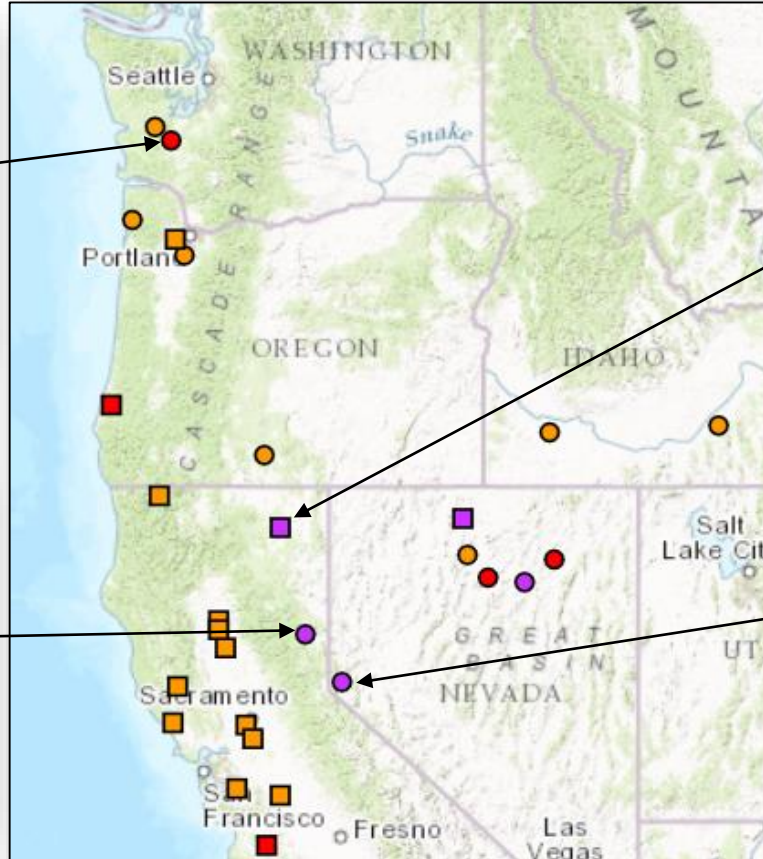 WASHINGTON
Seattle
MOUNTA
Snake
CASCADE RANGE
Portlan
OREGON
IDAHO
Salt
Lake Cit
GREAT
BASIN
UT
NEVADA
Sacramento
San
Francisco
Fresno
Las
Vegas